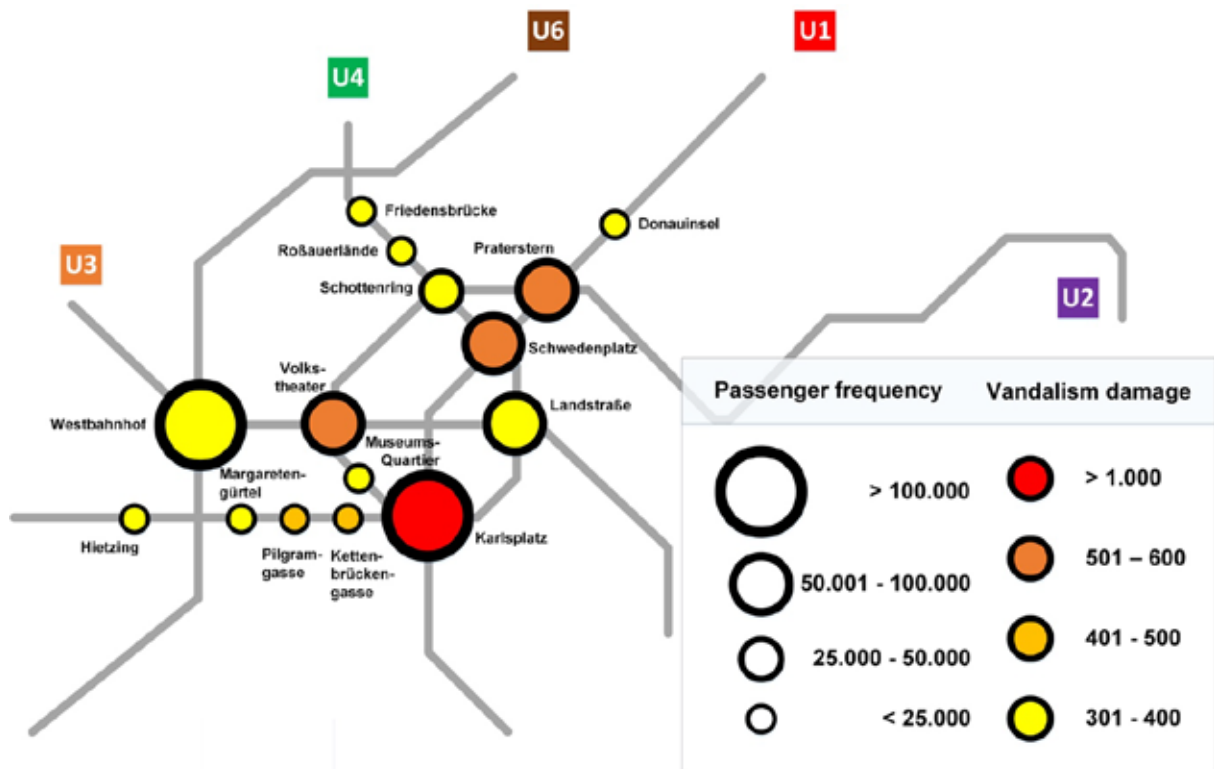 U6
U1
U4
Friedensbrücke
Donauinsel
Roßauerlände
Praterstern
U3
Schottenring
U2
Schwedenplatz
Volks-
theater
Landstraße
Westbahnhof
Museums-
Quartier
Margareten-
gürtel
Karlsplatz
Hietzing
Pilgram-
gasse
Ketten-
brücken-
gasse
Passenger frequency
> 100.000
50.001 - 100.000
25.000 - 50.000
< 25.000
Vandalism damage
> 1.000
501 – 600
401 - 500
301 - 400